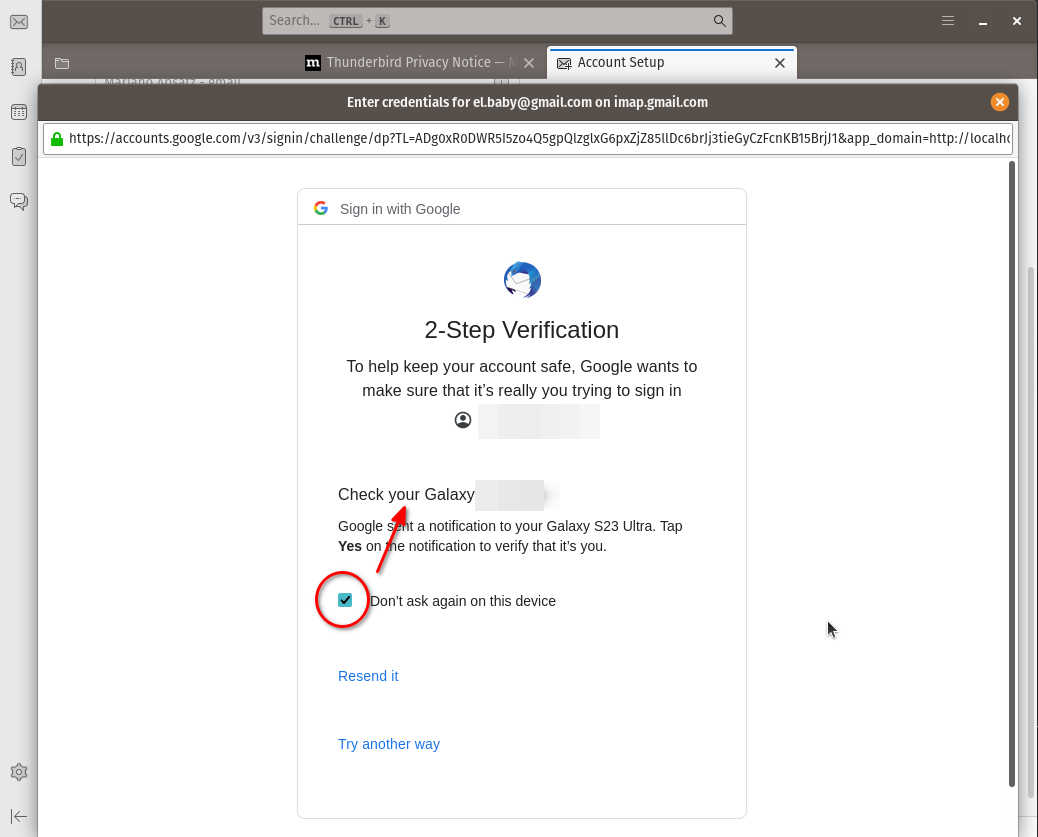 Search... CTRL + K
Thunderbird Privacy Notice — M
Account Setup
Mariano Absatz - gmail
Enter credentials for el.baby@gmail.com on imap.gmail.com
https://accounts.google.com/v3/signin/challenge/dp?TL=ADg0xR0DWR5I5zo4Q5gpQIzglxG6pxZjZ85llDc6brJj3tieGyCzFcnKB15BrjJ1&app_domain=http://localho
Sign in with Google
2-Step Verification
To help keep your account safe, Google wants to
make sure that it’s really you trying to sign in
Check your Galaxy
Google sent a notification to your Galaxy S23 Ultra. Tap
Yes on the notification to verify that it’s you.
Don’t ask again on this device
Resend it
Try another way